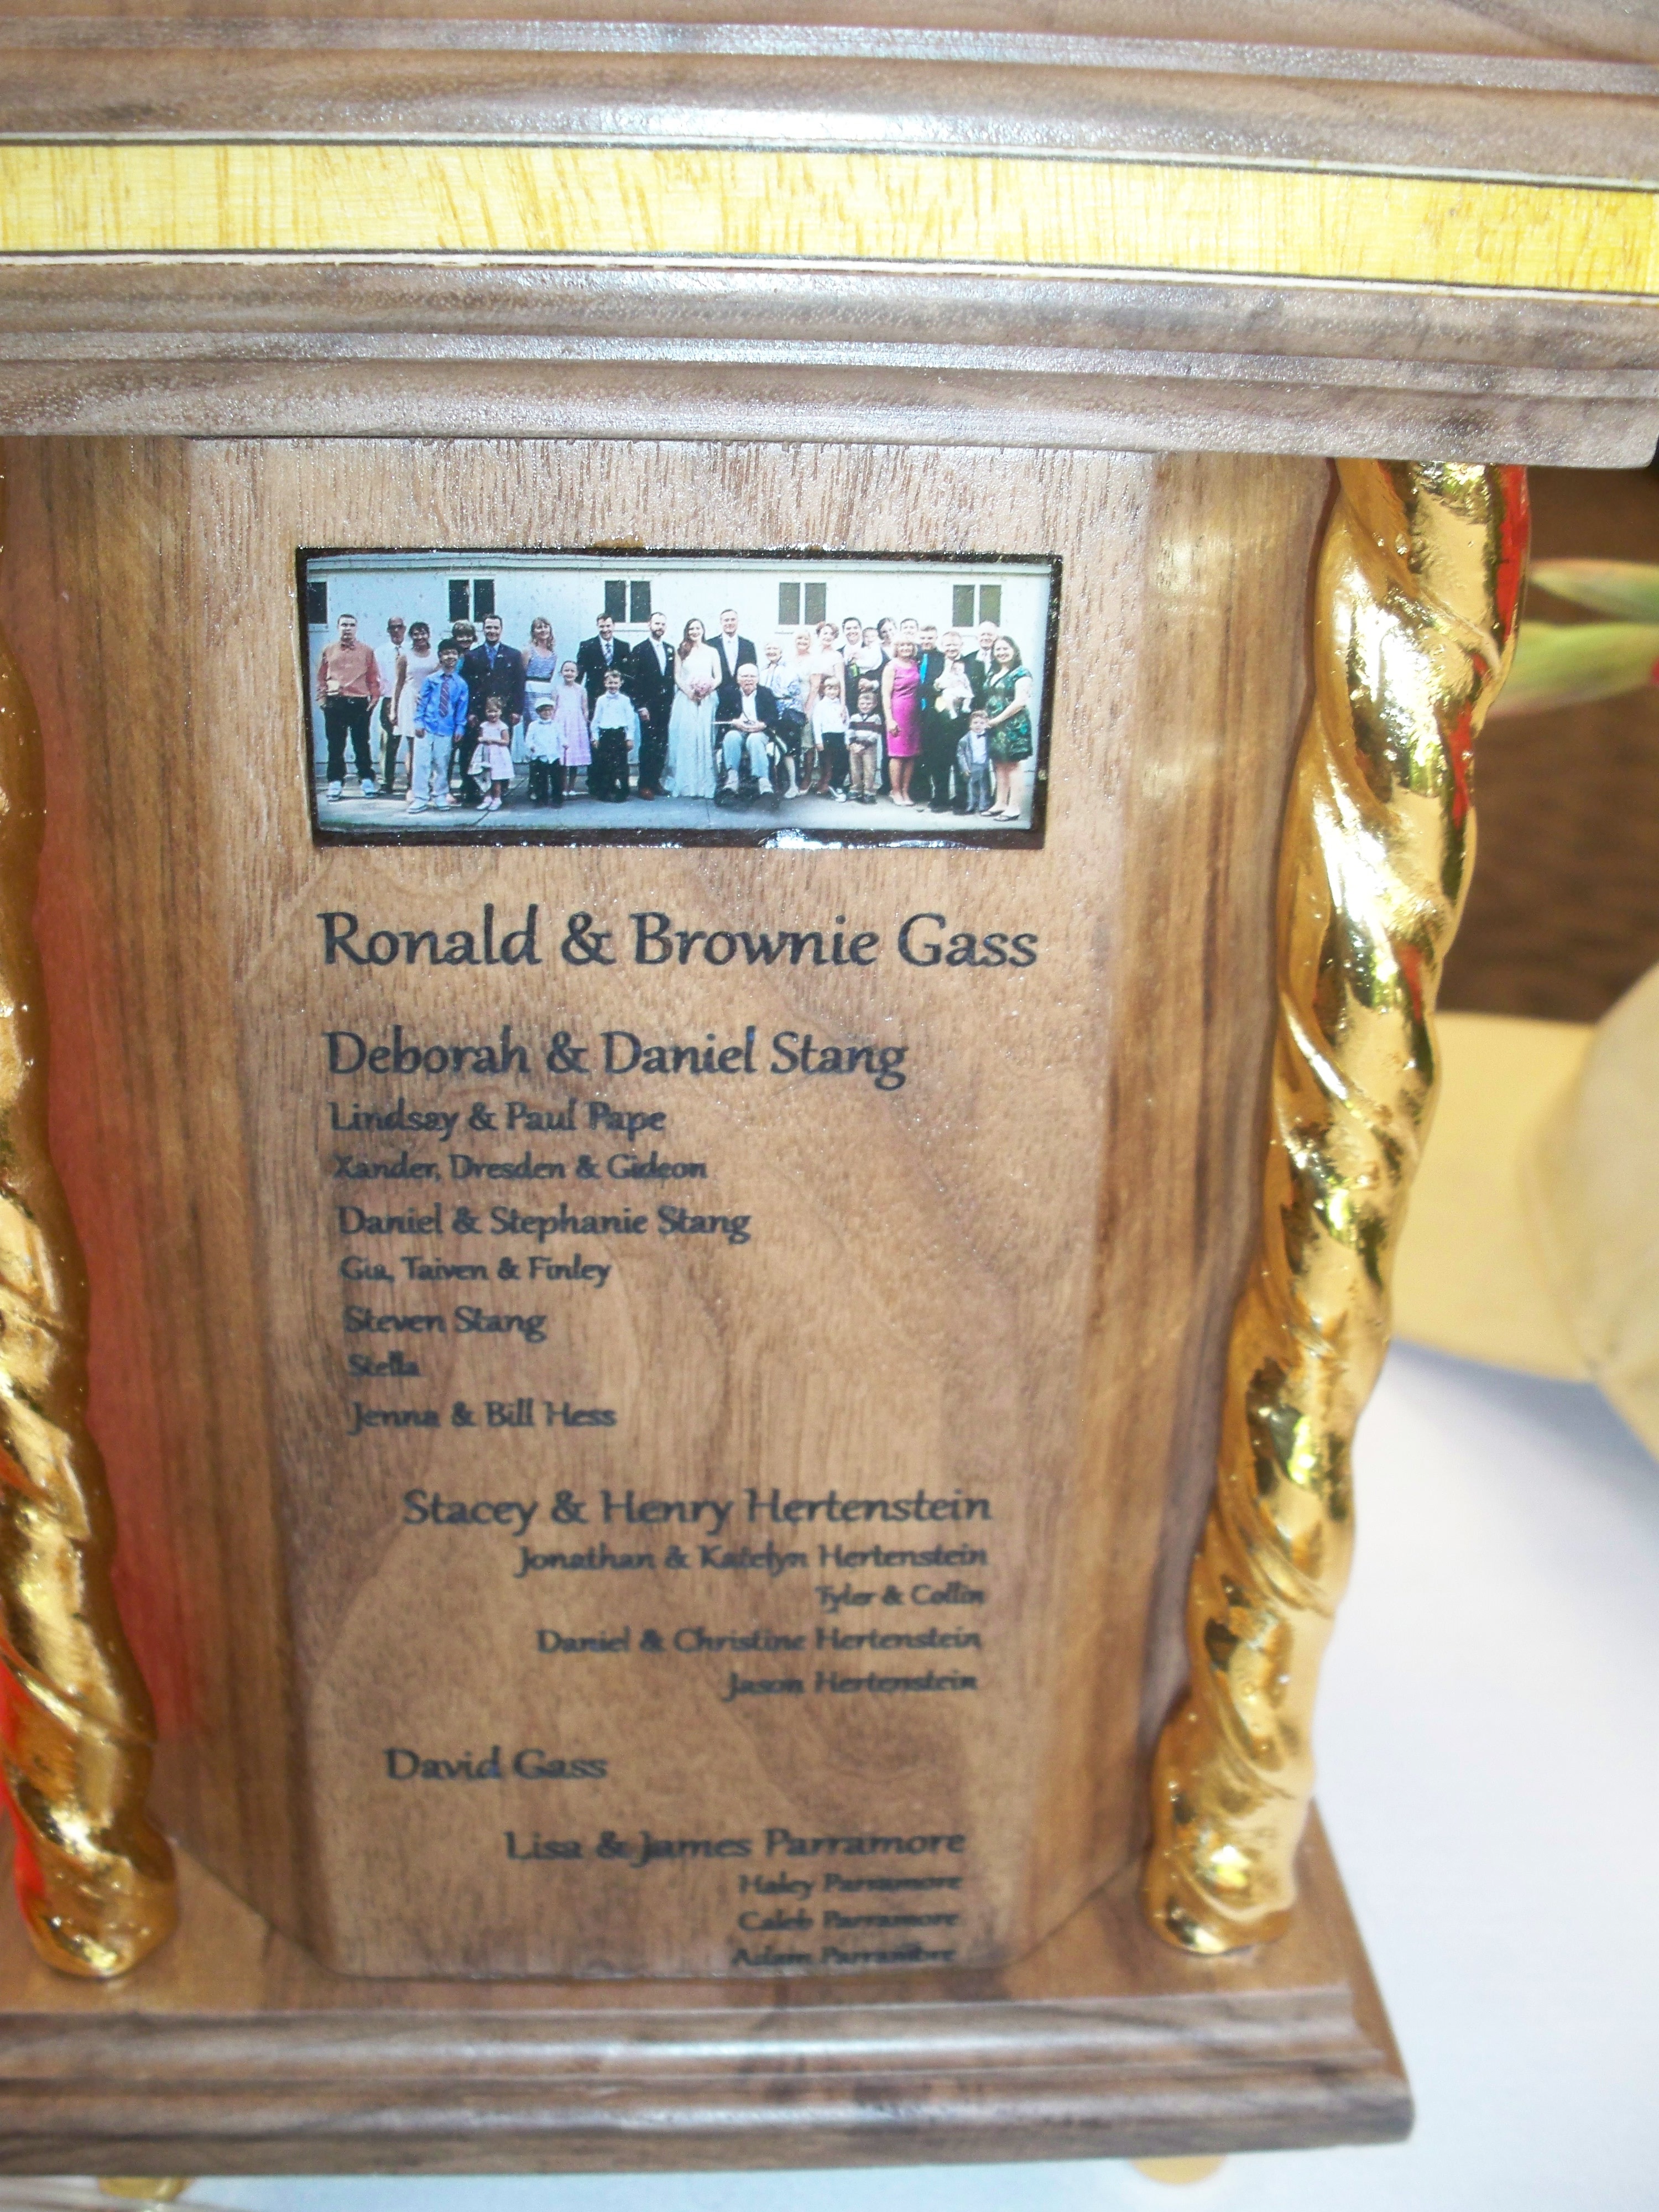 Ronald & Brownie Gass
Deborah & Daniel Stang
Lindsay & Paul Pape
Xander, Dresden & Gideon
Daniel & Stephanie Stang
Gia, Taiven & Finley
Steven Stang
Stella
Jenna & Bill Hess
Stacey & Henry Hertenstein
Jonathan & Katelyn Hertenstein
Tyler & Collin
Daniel & Christine Hertenstein
Jason Hertenstein
David Gass
Lisa & James Parramore
Haley Parramore
Caleb Parramore
Adam Parramore